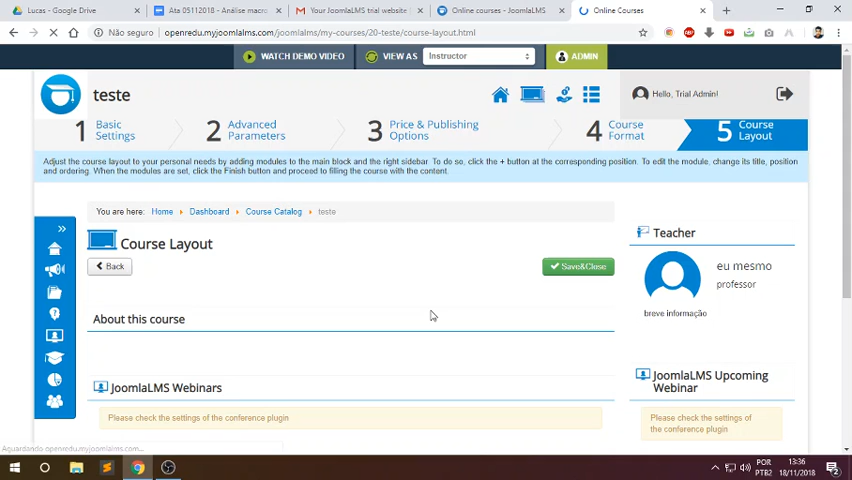 Lucas - Google Drive
Ata 05112018 - Análise macro
Your JoomlaLMS trial website
Online courses - JoomlaLMS
Online Courses
Não seguro
openredu.myjoomlalms.com/joomlalms/my-courses/20-teste/course-layout.html
WATCH DEMO VIDEO
VIEW AS
Instructor
ADMIN
teste
Hello, Trial Admin!
1 Basic Settings
2 Advanced Parameters
3 Price & Publishing Options
4 Course Format
5 Course Layout
Adjust the course layout to your personal needs by adding modules to the main block and the right sidebar. To do so, click the + button at the corresponding position. To edit the module, change its title, position
and ordering. When the modules are set, click the Finish button and proceed to filling the course with the content.
You are here: Home Dashboard Course Catalog teste
Course Layout
Back
Save&Close
About this course
JoomlaLMS Webinars
Please check the settings of the conference plugin
Teacher
eu mesmo
professor
breve informação
JoomlaLMS Upcoming
Webinar
Please check the settings of
the conference plugin
Aguardando openredu.myjoomlalms.com...
POR
PTB2
13:36
18/11/2018
2